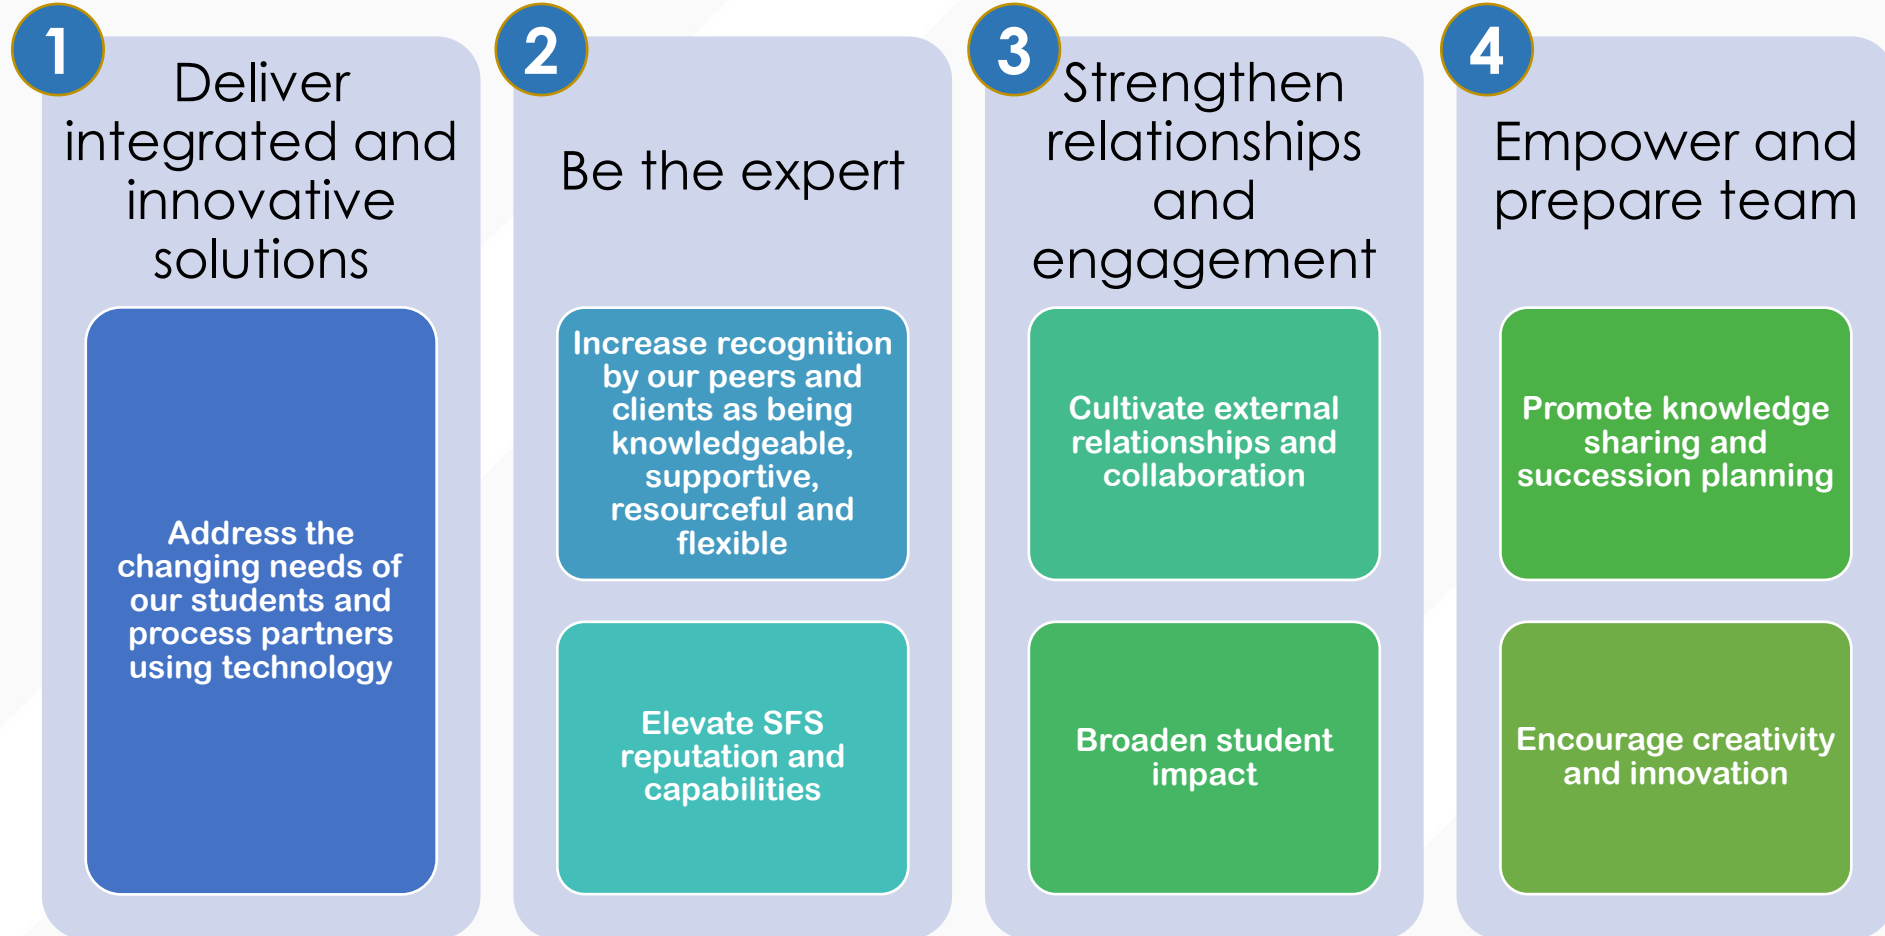 1
Deliver
integrated and
innovative
solutions
Address the
changing needs of
our students and
process partners
using technology
2
Be the expert
Increase recognition
by our peers and
clients as being
knowledgeable,
supportive,
resourceful and
flexible
Elevate SFS
reputation and
capabilities
3
Strengthen
relationships
and
engagement
Cultivate external
relationships and
collaboration
Broaden student
impact
4
Empower and
prepare team
Promote knowledge
sharing and
succession planning
Encourage creativity
and innovation